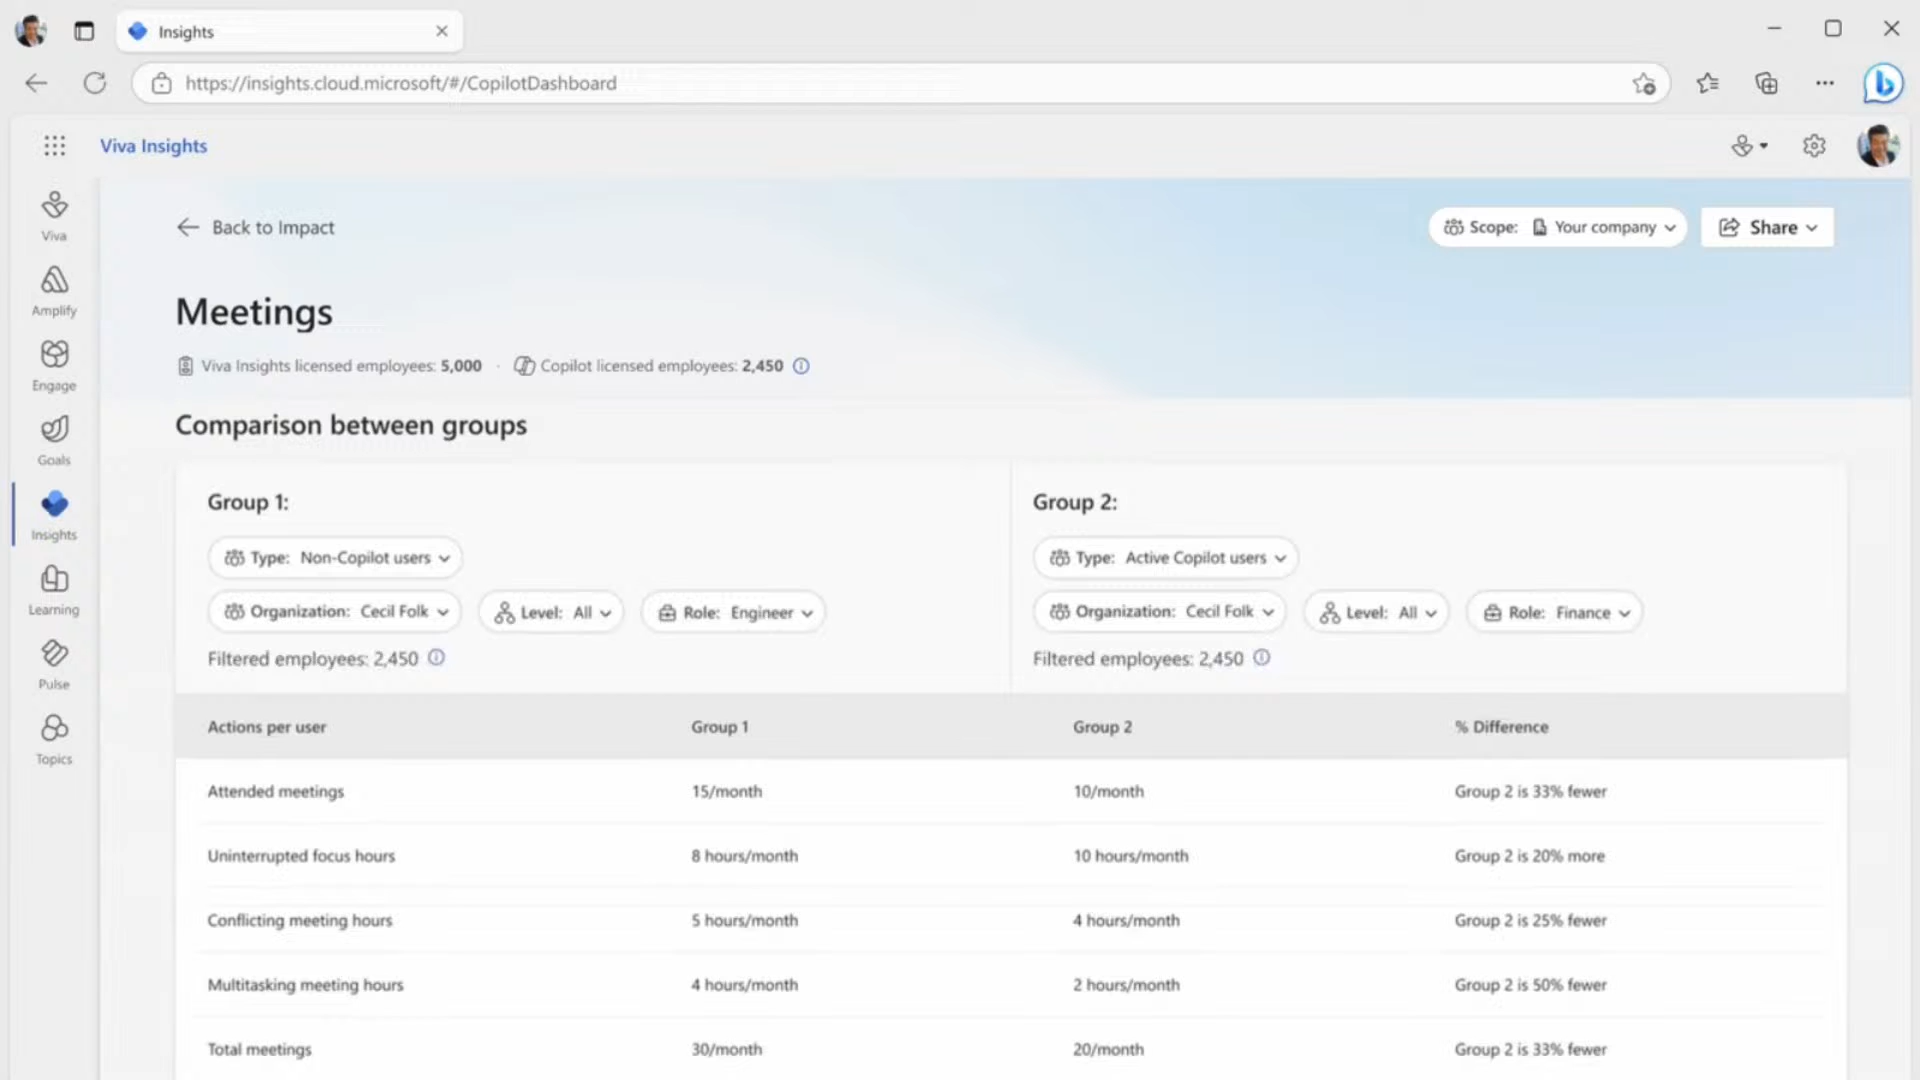 Insights
https://insights.cloud.microsoft/#/CopilotDashboard
Viva Insights
Viva
Amplify
Engage
Goals
Insights
Learning
Pulse
Topics
Back to Impact
Scope: Your company
Share
Meetings
Viva Insights licensed employees: 5,000 · Copilot licensed employees: 2,450
Comparison between groups
Group 1:
Type: Non-Copilot users
Organization: Cecil Folk Level: All Role: Engineer
Filtered employees: 2,450
Group 2:
Type: Active Copilot users
Organization: Cecil Folk Level: All Role: Finance
Filtered employees: 2,450
Actions per user Group 1 Group 2 % Difference
Attended meetings 15/month 10/month Group 2 is 33% fewer
Uninterrupted focus hours 8 hours/month 10 hours/month Group 2 is 20% more
Conflicting meeting hours 5 hours/month 4 hours/month Group 2 is 25% fewer
Multitasking meeting hours 4 hours/month 2 hours/month Group 2 is 50% fewer
Total meetings 30/month 20/month Group 2 is 33% fewer